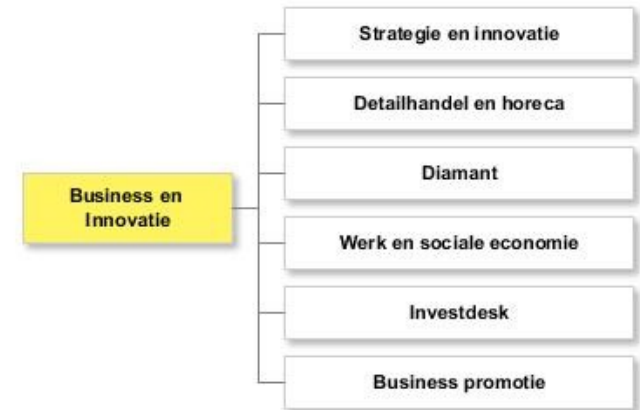 Strategie en innovatie
Detailhandel en horeca
Diamant
Business en
Innovatie
Werk en sociale economie
Investdesk
Business promotie